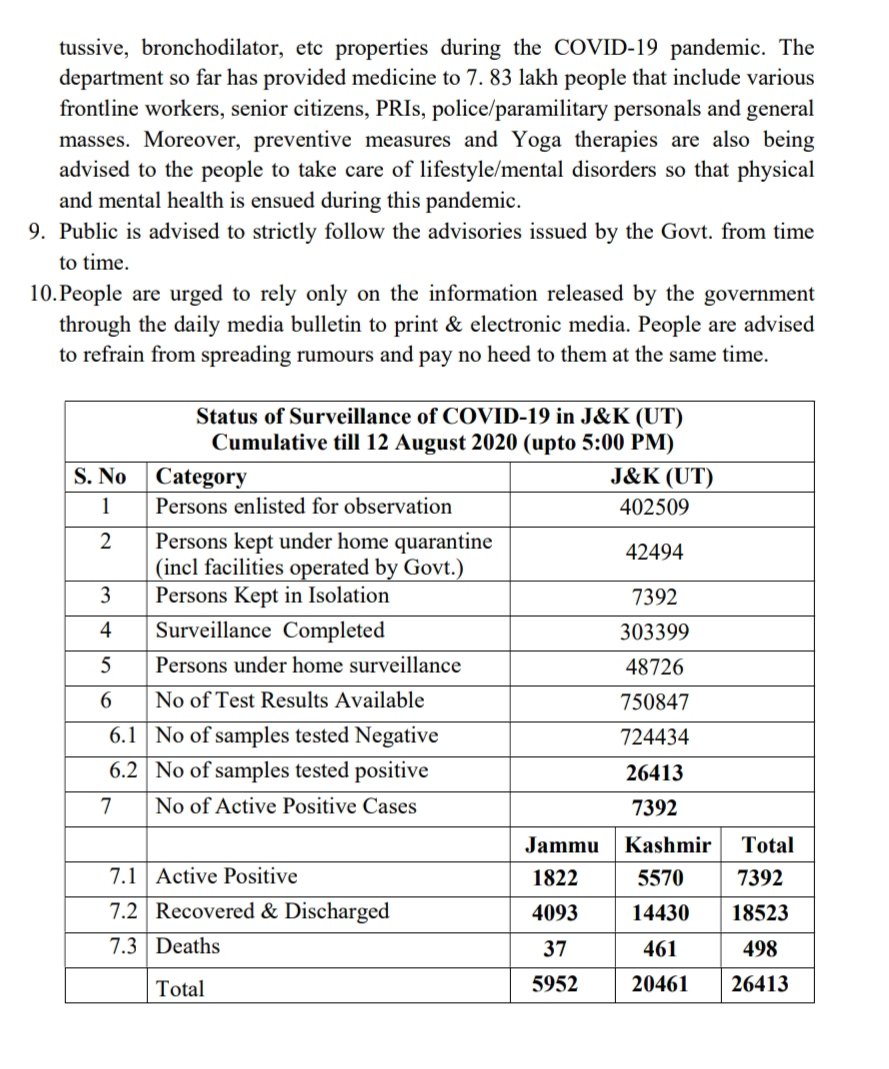 tussive, bronchodilator, etc properties during the COVID-19 pandemic. The
department so far has provided medicine to 7. 83 lakh people that include various
frontline workers, senior citizens, PRIs, police/paramilitary personals and general
masses. Moreover, preventive measures and Yoga therapies are also being
advised to the people to take care of lifestyle/mental disorders so that physical
and mental health is ensued during this pandemic.
9. Public is advised to strictly follow the advisories issued by the Govt. from time
to time.
10.People are urged to rely only on the information released by the government
through the daily media bulletin to print & electronic media. People are advised
to refrain from spreading rumours and pay no heed to them at the same time.
Status of Surveillance of COVID-19 in J&K (UT)
Cumulative till 12 August 2020 (upto 5:00 PM)
S. No Category J&K (UT)
1 Persons enlisted for observation 402509
2 Persons kept under home quarantine
(incl facilities operated by Govt.) 42494
3 Persons Kept in Isolation 7392
4 Surveillance Completed 303399
5 Persons under home surveillance 48726
6 No of Test Results Available 750847
6.1 No of samples tested Negative 724434
6.2 No of samples tested positive 26413
7 No of Active Positive Cases 7392
Jammu Kashmir Total
7.1 Active Positive 1822 5570 7392
7.2 Recovered & Discharged 4093 14430 18523
7.3 Deaths 37 461 498
Total 5952 20461 26413